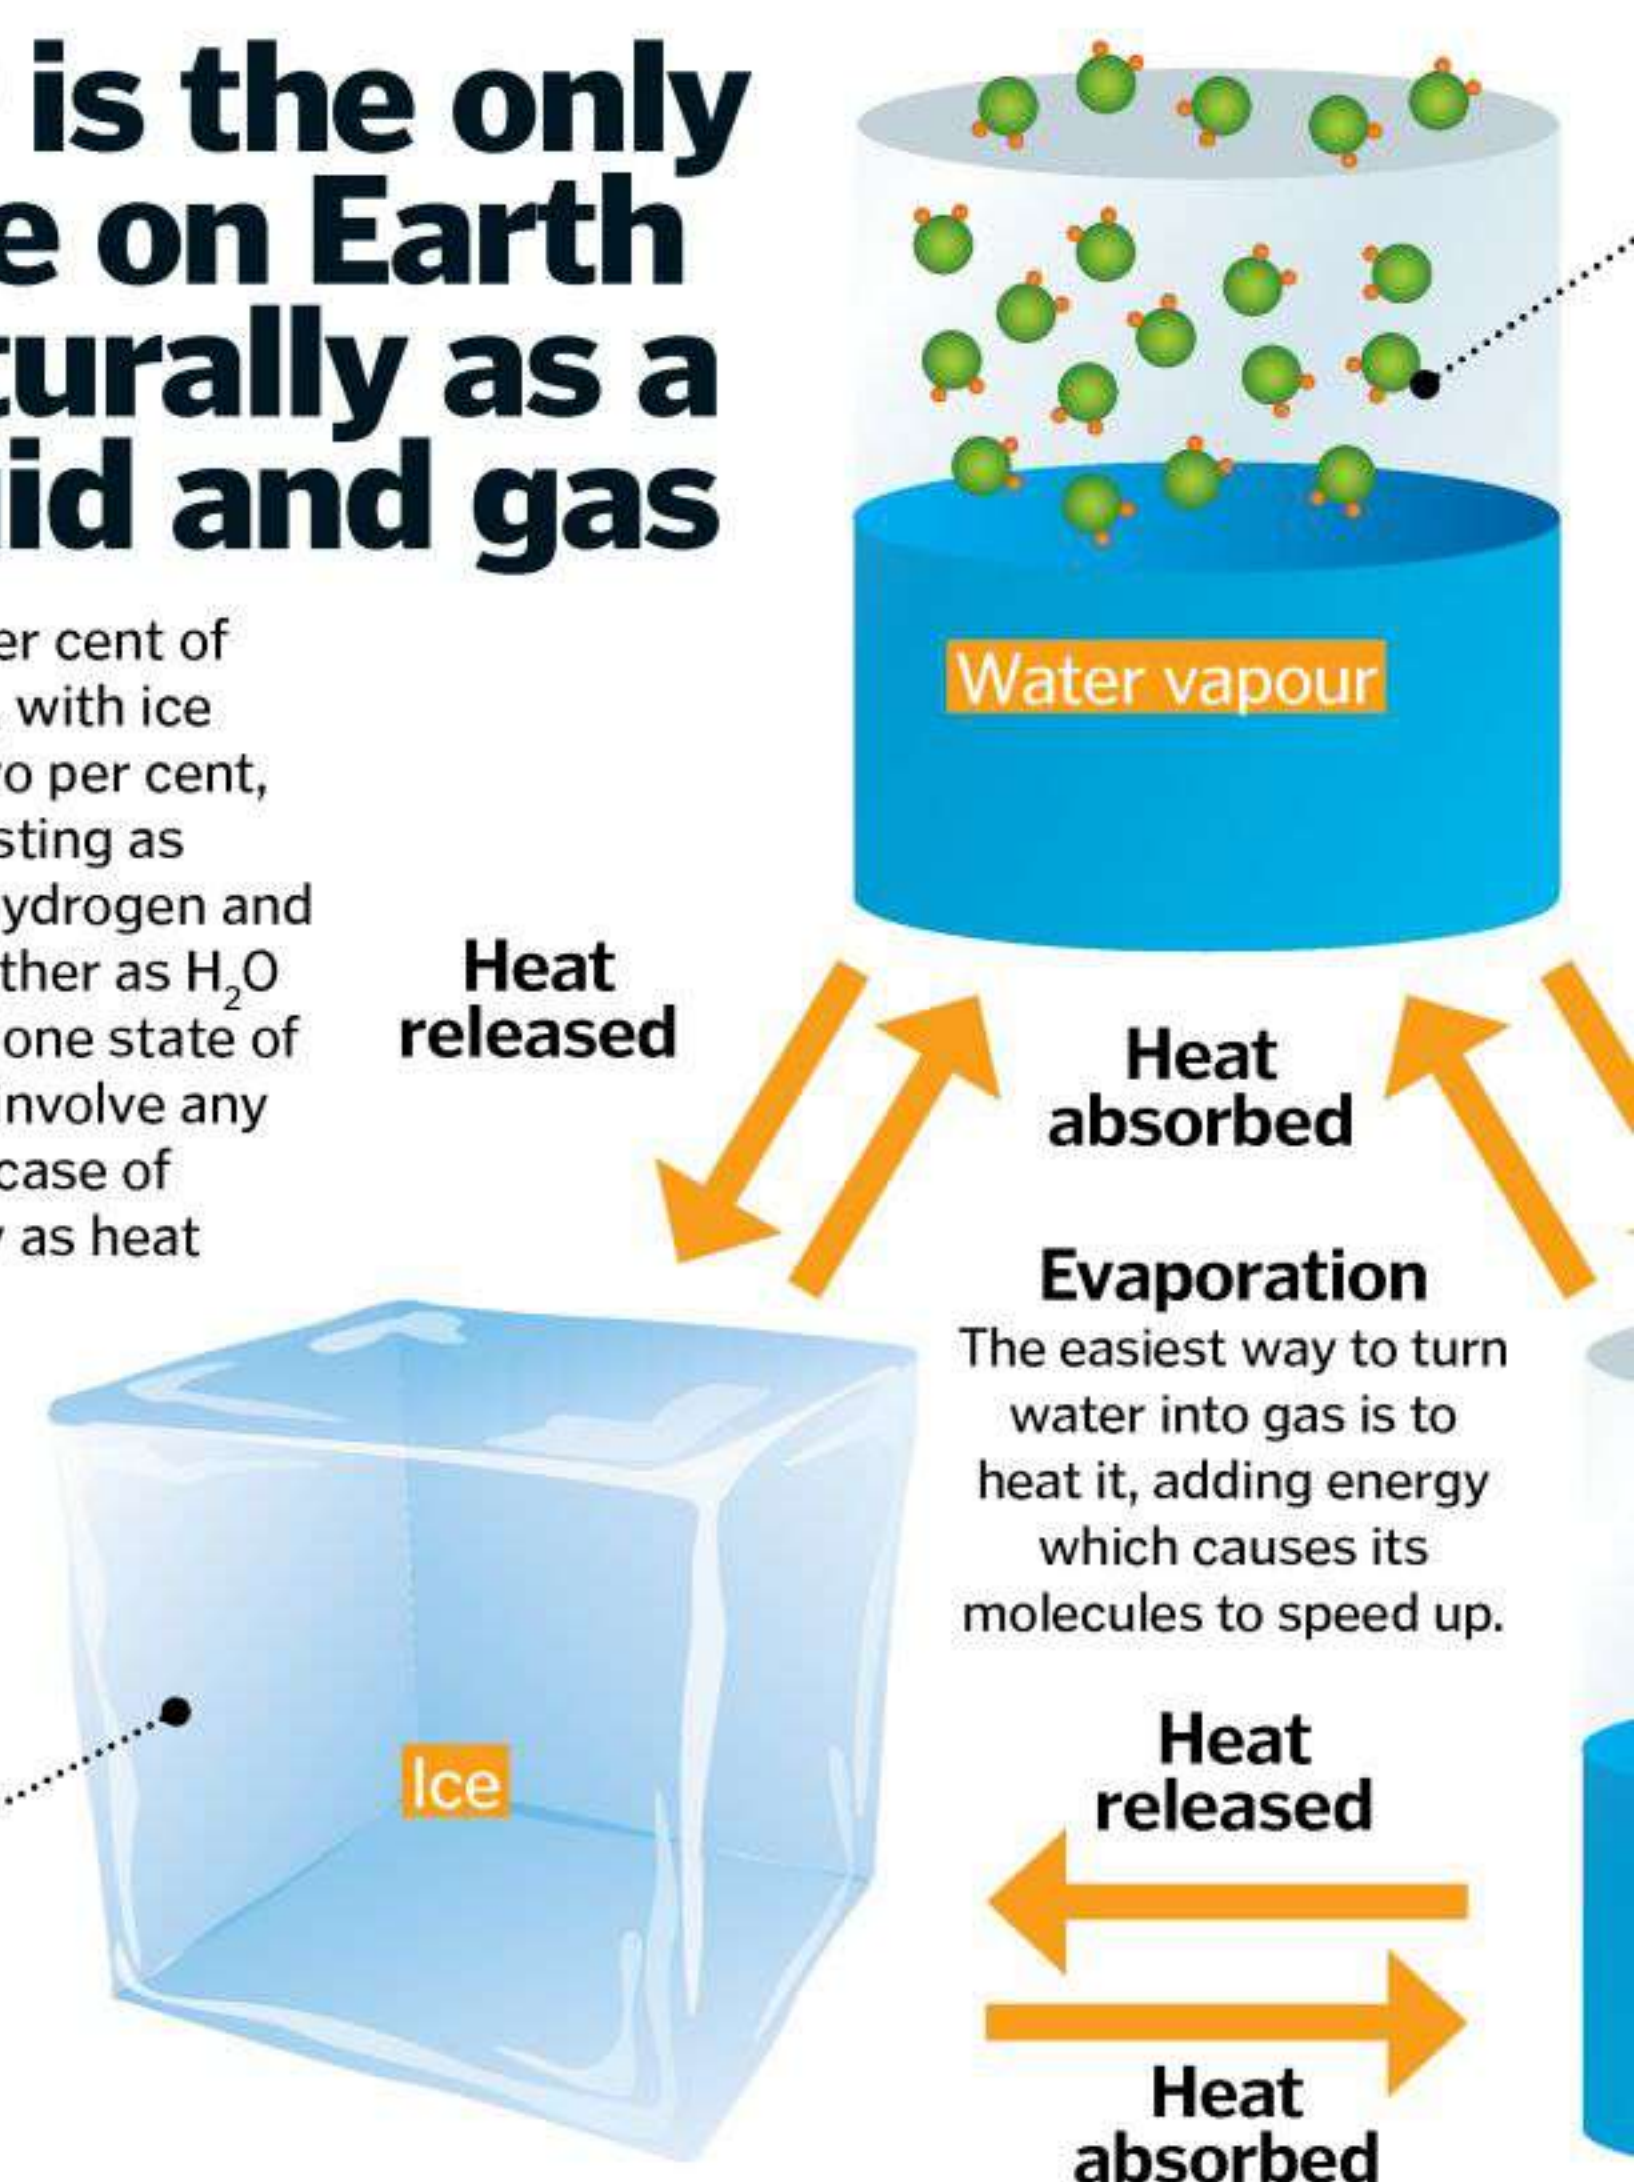 is the only
e on Earth
turally as a
id and gas
er cent of
with ice
o per cent,
sting as
ydrogen and
ther as H₂O
one state of
involve any
case of
as heat
Water vapour
Heat
released
Heat
absorbed
Evaporation
The easiest way to turn
water into gas is to
heat it, adding energy
which causes its
molecules to speed up.
Ice
Heat
released
Heat
absorbed